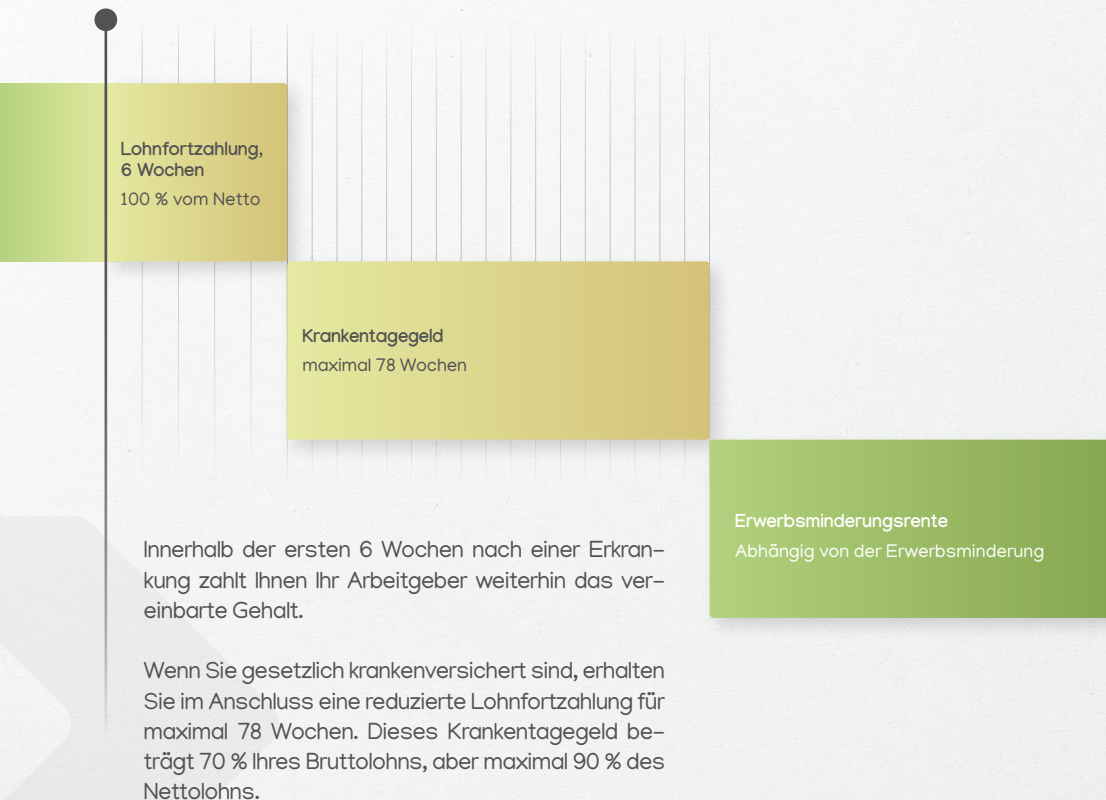 Lohnfortzahlung,
6 Wochen
100 % vom Netto
Krankentagegeld
maximal 78 Wochen
Erwerbsminderungsrente
Abhängig von der Erwerbsminderung
Innerhalb der ersten 6 Wochen nach einer Erkran-
kung zahlt Ihnen Ihr Arbeitgeber weiterhin das ver-
einbarte Gehalt.
Wenn Sie gesetzlich krankenversichert sind, erhalten
Sie im Anschluss eine reduzierte Lohnfortzahlung für
maximal 78 Wochen. Dieses Krankentagegeld be-
trägt 70 % Ihres Bruttolohns, aber maximal 90 % des
Nettolohns.